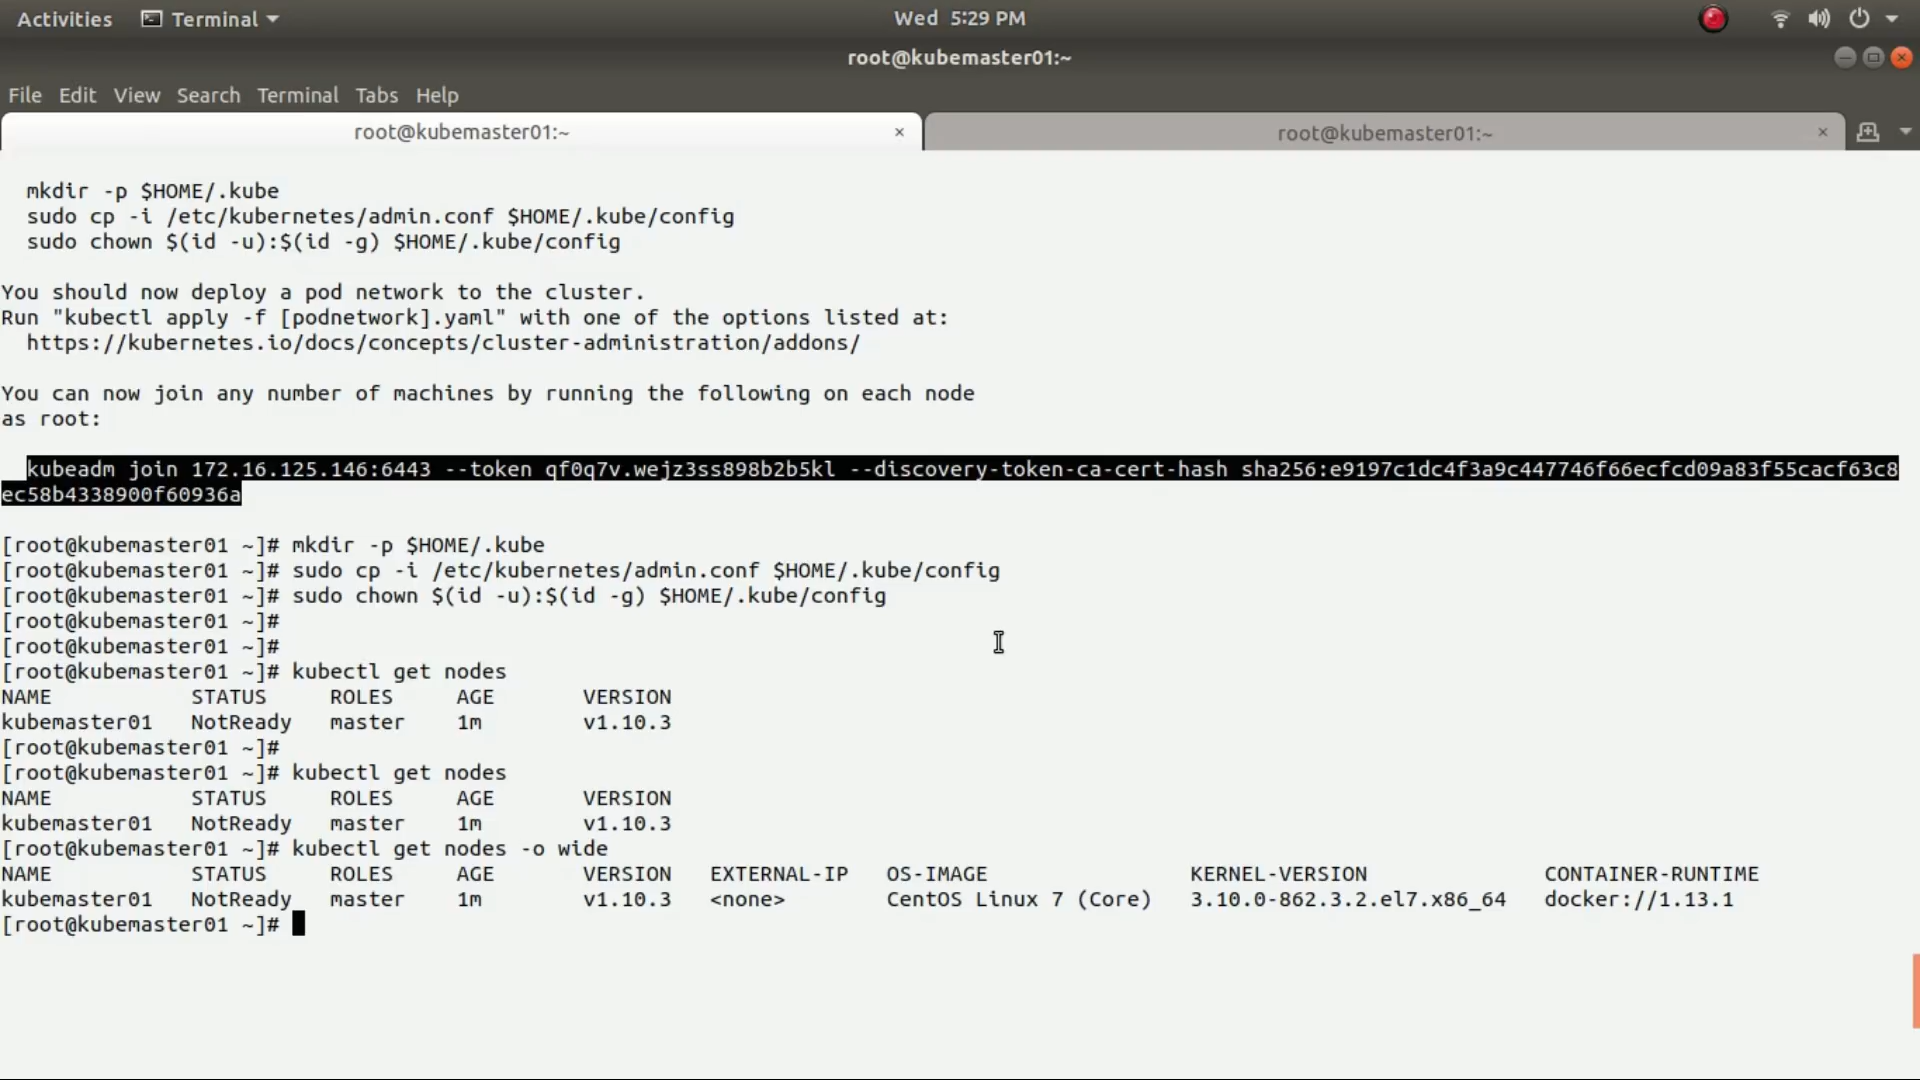 Activities Terminal Wed 5:29 PM
root@kubemaster01:~
File Edit View Search Terminal Tabs Help
root@kubemaster01:~ × root@kubemaster01:~ ×
mkdir -p $HOME/.kube
sudo cp -i /etc/kubernetes/admin.conf $HOME/.kube/config
sudo chown $(id -u):$(id -g) $HOME/.kube/config
You should now deploy a pod network to the cluster.
Run "kubectl apply -f [podnetwork].yaml" with one of the options listed at:
https://kubernetes.io/docs/concepts/cluster-administration/addons/
You can now join any number of machines by running the following on each node
as root:
kubeadm join 172.16.125.146:6443 --token qf0q7v.wejz3ss898b2b5kl --discovery-token-ca-cert-hash sha256:e9197c1dc4f3a9c447746f66ecfcd09a83f55cacf63c8
ec58b4338900f60936a
[root@kubemaster01 ~]# mkdir -p $HOME/.kube
[root@kubemaster01 ~]# sudo cp -i /etc/kubernetes/admin.conf $HOME/.kube/config
[root@kubemaster01 ~]# sudo chown $(id -u):$(id -g) $HOME/.kube/config
[root@kubemaster01 ~]#
[root@kubemaster01 ~]#
[root@kubemaster01 ~]# kubectl get nodes
NAME STATUS ROLES AGE VERSION
kubemaster01 NotReady master 1m v1.10.3
[root@kubemaster01 ~]#
[root@kubemaster01 ~]# kubectl get nodes
NAME STATUS ROLES AGE VERSION
kubemaster01 NotReady master 1m v1.10.3
[root@kubemaster01 ~]# kubectl get nodes -o wide
NAME STATUS ROLES AGE VERSION EXTERNAL-IP OS-IMAGE KERNEL-VERSION CONTAINER-RUNTIME
kubemaster01 NotReady master 1m v1.10.3 <none> CentOS Linux 7 (Core) 3.10.0-862.3.2.el7.x86_64 docker://1.13.1
[root@kubemaster01 ~]#